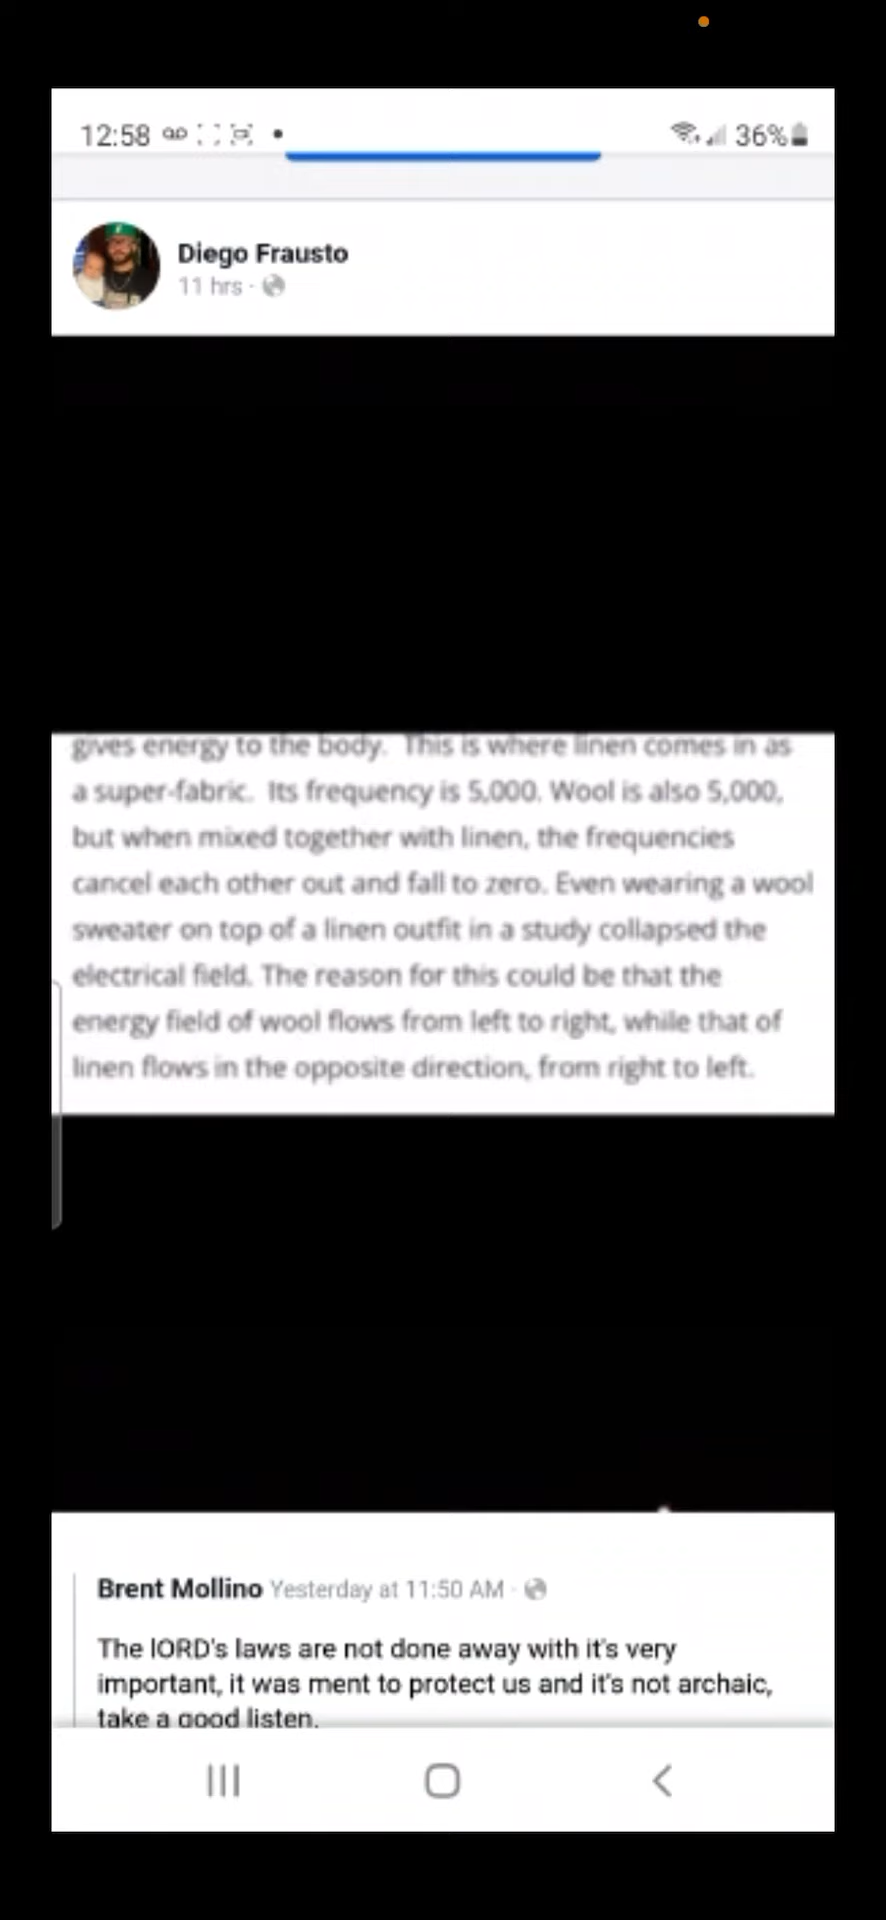 12:58
36%
Diego Frausto
11 hrs ·
gives energy to the body. This is where linen comes in as
a super-fabric. Its frequency is 5,000. Wool is also 5,000,
but when mixed together with linen, the frequencies
cancel each other out and fall to zero. Even wearing a wool
sweater on top of a linen outfit in a study collapsed the
electrical field. The reason for this could be that the
energy field of wool flows from left to right, while that of
linen flows in the opposite direction, from right to left.
Brent Mollino Yesterday at 11:50 AM ·
The lORD's laws are not done away with it's very
important, it was ment to protect us and it's not archaic,
take a good listen.